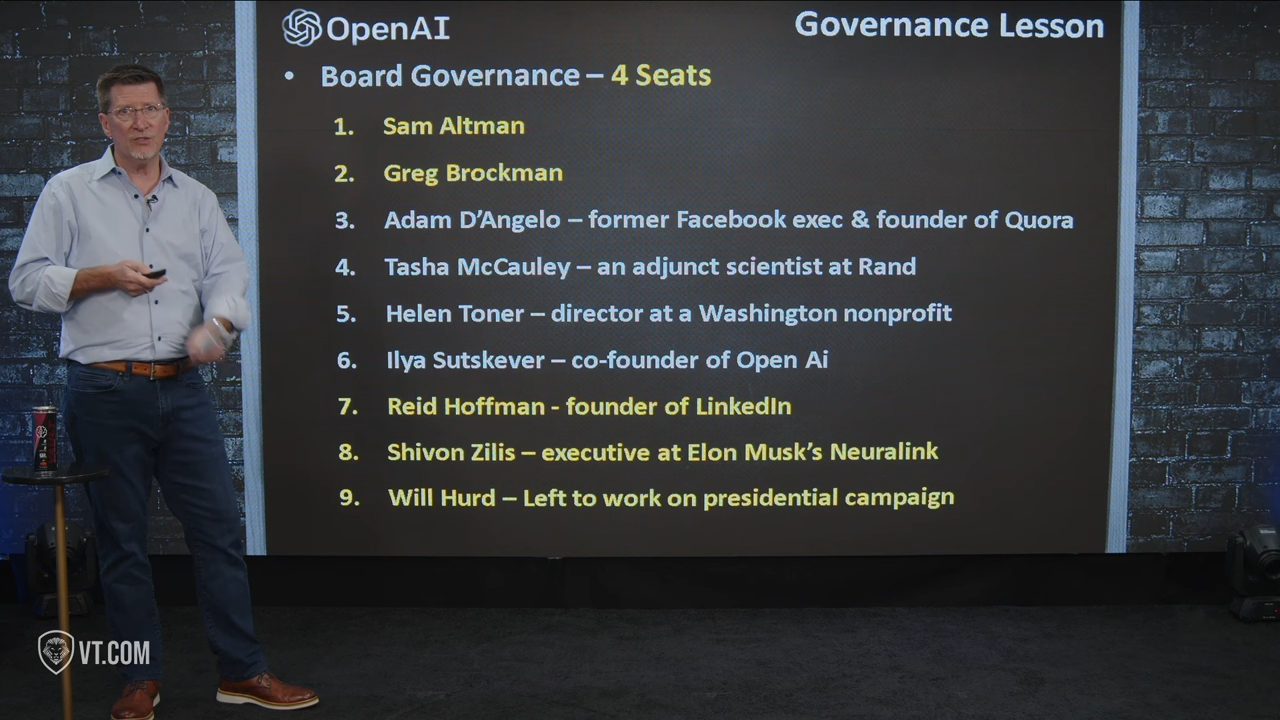 OpenAI
Governance Lesson
• Board Governance – 4 Seats
1. Sam Altman
2. Greg Brockman
3. Adam D’Angelo – former Facebook exec & founder of Quora
4. Tasha McCauley – an adjunct scientist at Rand
5. Helen Toner – director at a Washington nonprofit
6. Ilya Sutskever – co-founder of Open Ai
7. Reid Hoffman - founder of LinkedIn
8. Shivon Zilis – executive at Elon Musk’s Neuralink
9. Will Hurd – Left to work on presidential campaign
VT.COM